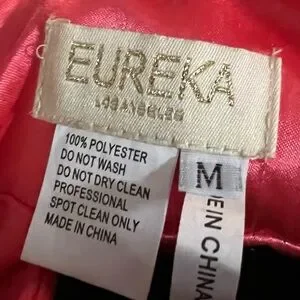 EUREKA
LOS ANGELES
100% POLYESTER
DO NOT WASH
DO NOT DRY CLEAN
PROFESSIONAL
SPOT CLEAN ONLY
MADE IN CHINA
M
IN CHINA